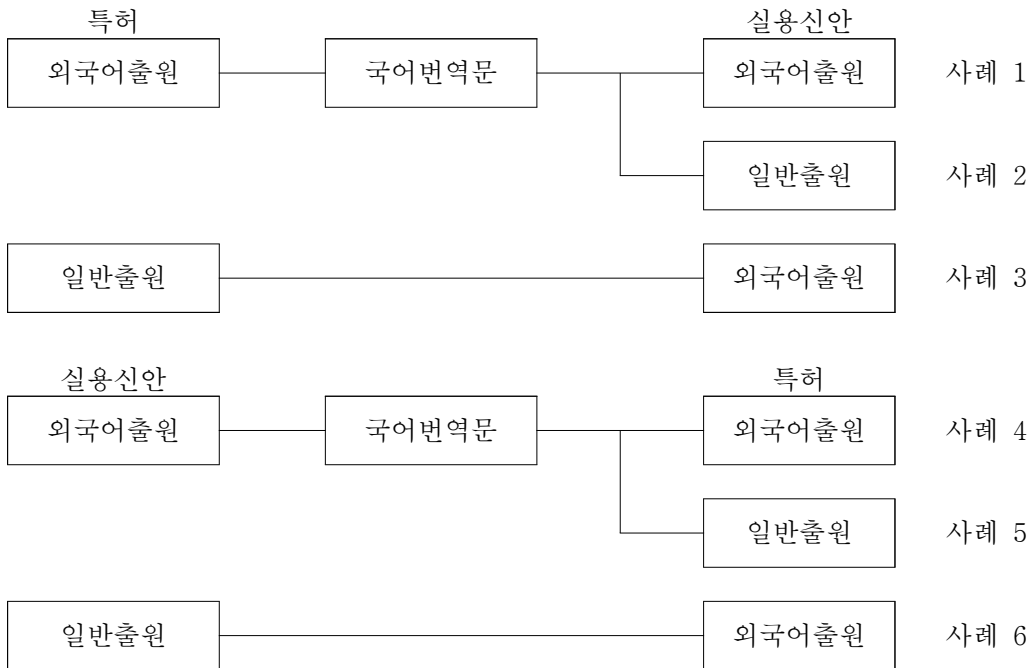 특허 실용신안
외국어출원 국어번역문 외국어출원 사례 1
일반출원 사례 2
일반출원 외국어출원 사례 3
실용신안 특허
외국어출원 국어번역문 외국어출원 사례 4
일반출원 사례 5
일반출원 외국어출원 사례 6